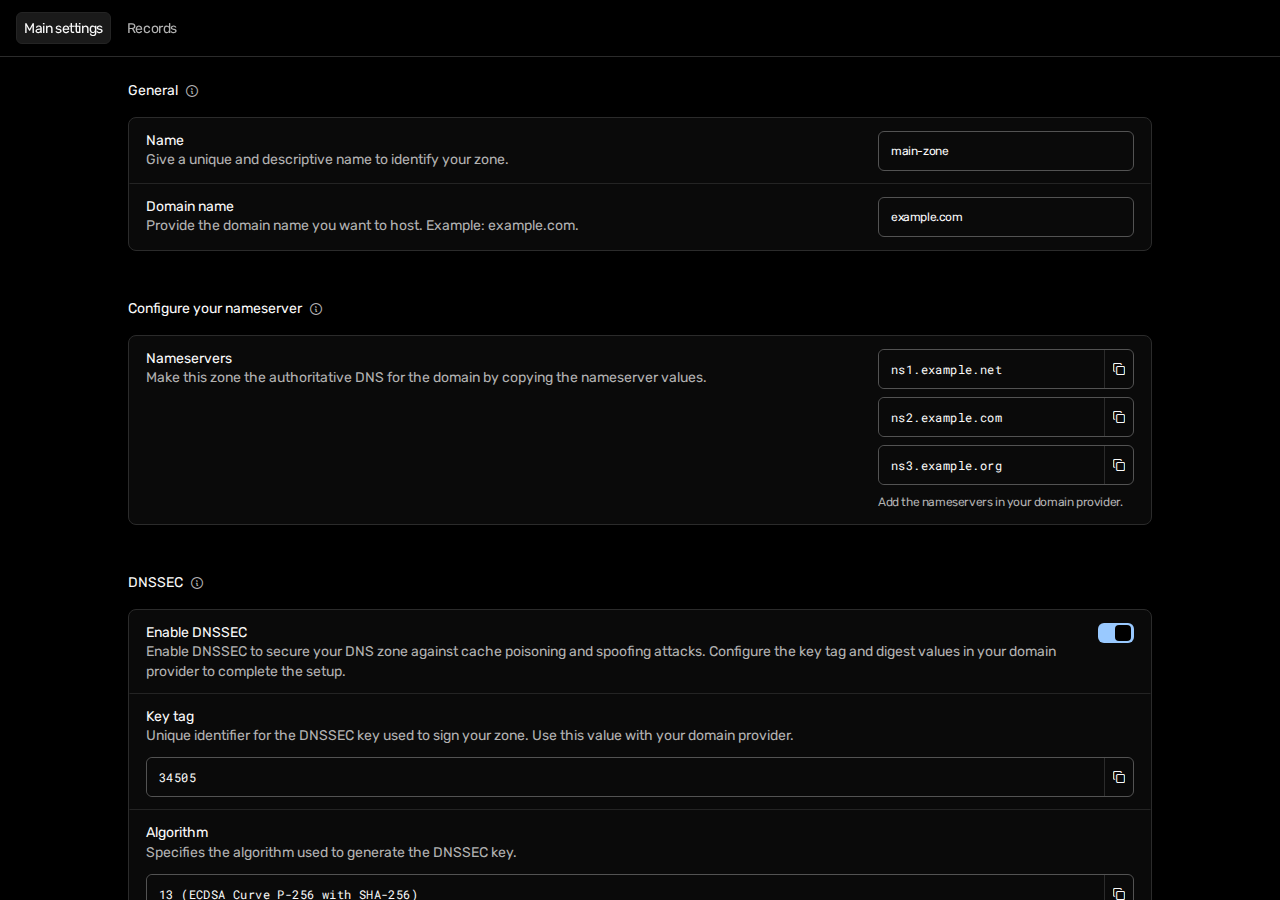 Main settings
Records
General
Name
Give a unique and descriptive name to identify your zone.
main-zone
Domain name
Provide the domain name you want to host. Example: example.com.
example.com
Configure your nameserver
Nameservers
Make this zone the authoritative DNS for the domain by copying the nameserver values.
ns1.example.net
ns2.example.com
ns3.example.org
Add the nameservers in your domain provider.
DNSSEC
Enable DNSSEC
Enable DNSSEC to secure your DNS zone against cache poisoning and spoofing attacks. Configure the key tag and digest values in your domain
provider to complete the setup.
Key tag
Unique identifier for the DNSSEC key used to sign your zone. Use this value with your domain provider.
34505
Algorithm
Specifies the algorithm used to generate the DNSSEC key.
13 (ECDSA Curve P-256 with SHA-256)